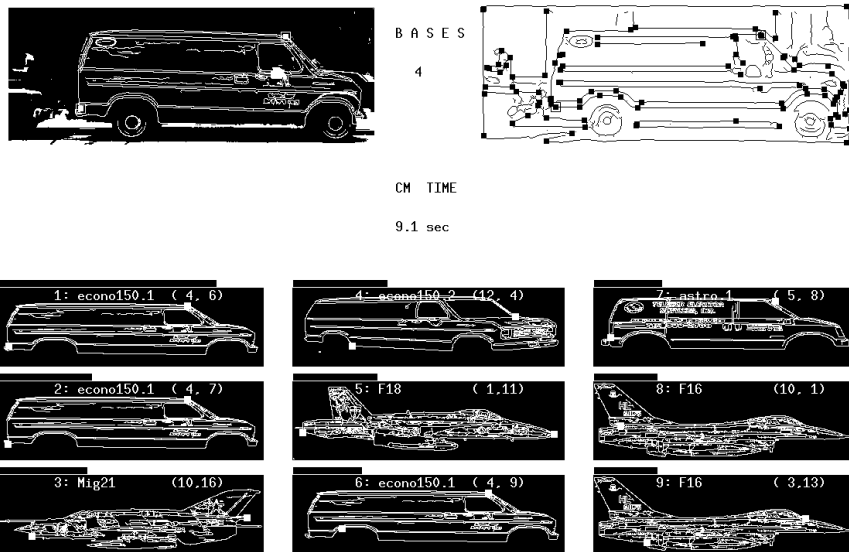 B A S E S
4
CM TIME
9.1 sec
1: econo150.1 ( 4, 6)
4: econo150.2 (12, 4)
7: astro.1 ( 5, 8)
2: econo150.1 ( 4, 7)
5: F18 ( 1,11)
8: F16 (10, 1)
3: Mig21 (10,16)
6: econo150.1 ( 4, 9)
9: F16 ( 3,13)